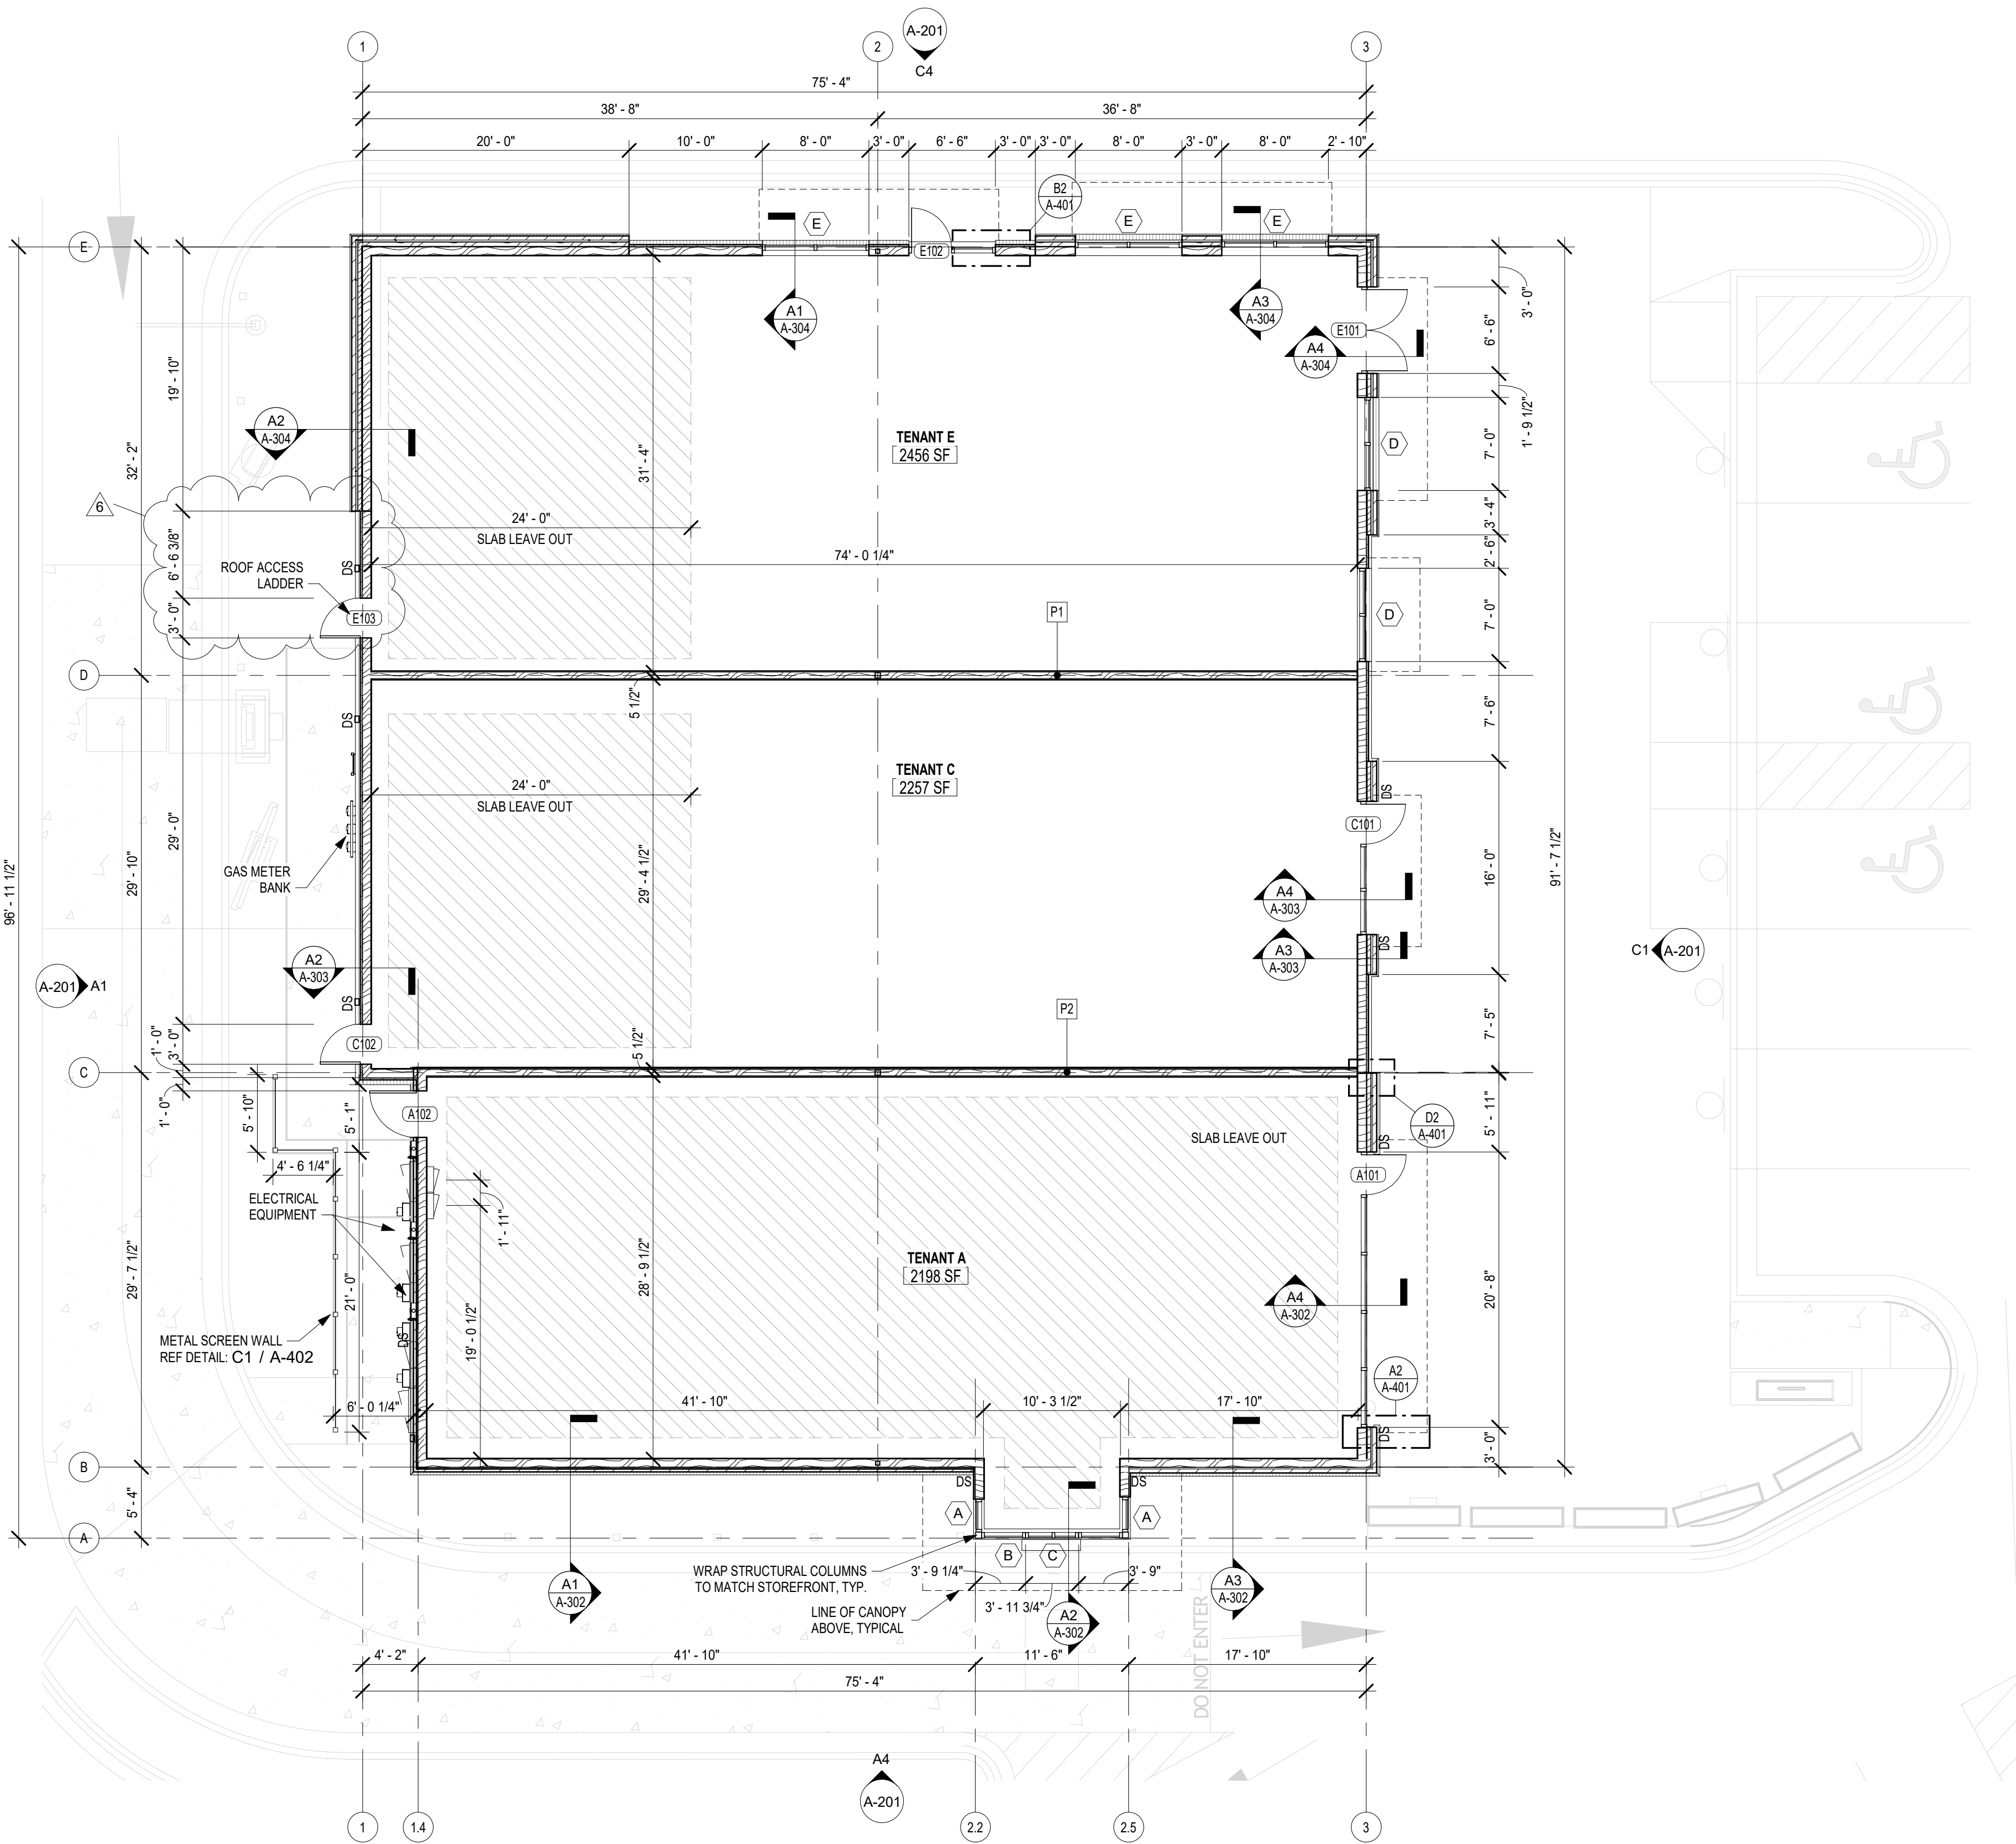 A-201
C4
1
2
3
75' - 4"
38' - 8"
36' - 8"
20' - 0"
10' - 0"
8' - 0"
3' - 0"
6' - 6"
3' - 0"
3' - 0"
8' - 0"
3' - 0"
8' - 0"
2' - 10"
B2
A-401
E
E
E
E
E102
A1
A-304
A3
A-304
A4
A-304
E101
3' - 0"
6' - 6"
1' - 9 1/2"
19' - 10"
32' - 2"
A2
A-304
31' - 4"
TENANT E
2456 SF
D
7' - 0"
6
24' - 0"
SLAB LEAVE OUT
3' - 4"
2' - 6"
74' - 0 1/4"
6' - 6 3/8"
ROOF ACCESS
LADDER
DS
E103
3' - 0"
P1
D
7' - 0"
D
5 1/2"
DS
7' - 6"
TENANT C
2257 SF
24' - 0"
SLAB LEAVE OUT
DS
C101
29' - 0"
29' - 10"
96' - 11 1/2"
GAS METER
BANK
29' - 4 1/2"
A4
A-303
16' - 0"
91' - 7 1/2"
A3
A-303
DS
A2
A-303
A-201
A1
C1
A-201
DS
P2
C102
1' - 0"
3' - 0"
5 1/2"
7' - 5"
C
1' - 0"
5' - 10"
5' - 1"
A102
D2
A-401
5' - 11"
DS
SLAB LEAVE OUT
4' - 6 1/4"
A101
ELECTRICAL
EQUIPMENT
1' - 11"
TENANT A
2198 SF
29' - 7 1/2"
21' - 0"
28' - 9 1/2"
A4
A-302
20' - 8"
19' - 0 1/2"
DS
METAL SCREEN WALL
REF DETAIL: C1 / A-402
A2
A-401
6' - 0 1/4"
41' - 10"
10' - 3 1/2"
17' - 10"
DS
3' - 0"
B
DS
DS
5' - 4"
A
A
A
B
C
WRAP STRUCTURAL COLUMNS
TO MATCH STOREFRONT, TYP.
3' - 9 1/4"
3' - 9"
3' - 11 3/4"
LINE OF CANOPY
ABOVE, TYPICAL
A1
A-302
A2
A-302
A3
A-302
DO NOT ENTER
4' - 2"
41' - 10"
11' - 6"
17' - 10"
75' - 4"
A4
A-201
1
1.4
2.2
2.5
3